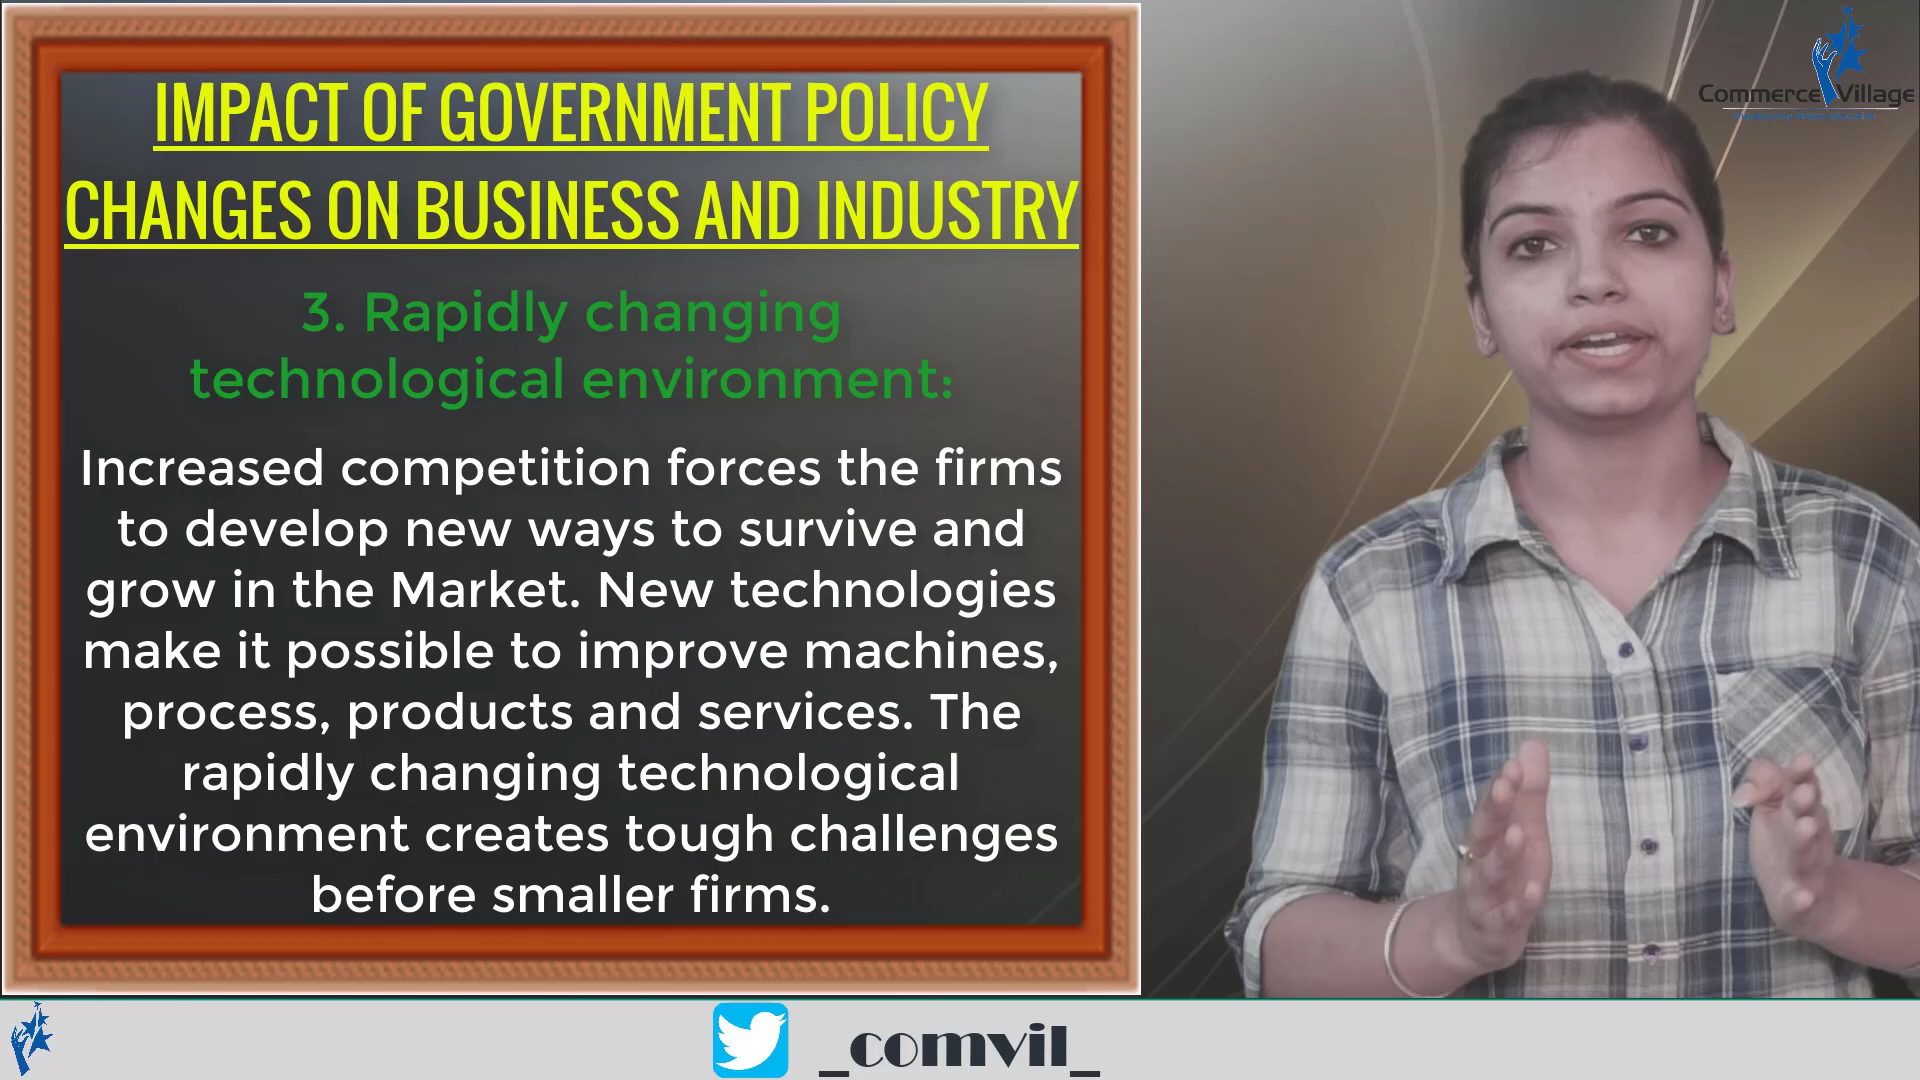 IMPACT OF GOVERNMENT POLICY
CHANGES ON BUSINESS AND INDUSTRY
3. Rapidly changing
technological environment:
Increased competition forces the firms
to develop new ways to survive and
grow in the Market. New technologies
make it possible to improve machines,
process, products and services. The
rapidly changing technological
environment creates tough challenges
before smaller firms.
Commerce Village
_comvil_